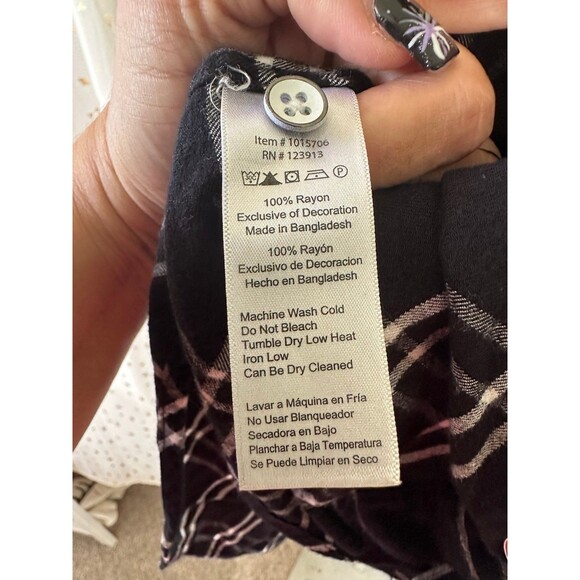 Item # 1015706
RN # 123913
100% Rayon
Exclusive of Decoration
Made in Bangladesh
100% Rayón
Exclusivo de Decoracion
Hecho en Bangladesh
Machine Wash Cold
Do Not Bleach
Tumble Dry Low Heat
Iron Low
Can Be Dry Cleaned
Lavar a Máquina en Fría
No Usar Blanqueador
Secadora en Bajo
Planchar a Baja Temperatura
Se Puede Limpiar en Seco